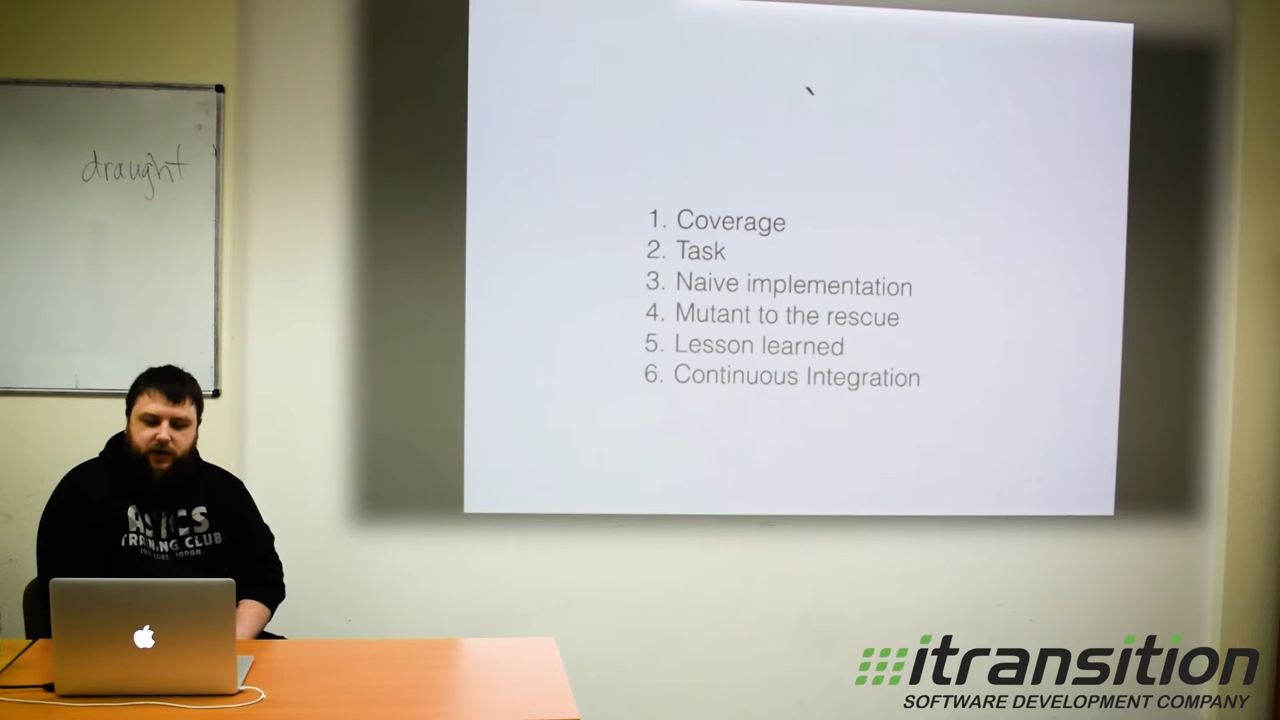 draught
1. Coverage
2. Task
3. Naive implementation
4. Mutant to the rescue
5. Lesson learned
6. Continuous Integration
ASICS
TRAINING CLUB
itransition
SOFTWARE DEVELOPMENT COMPANY